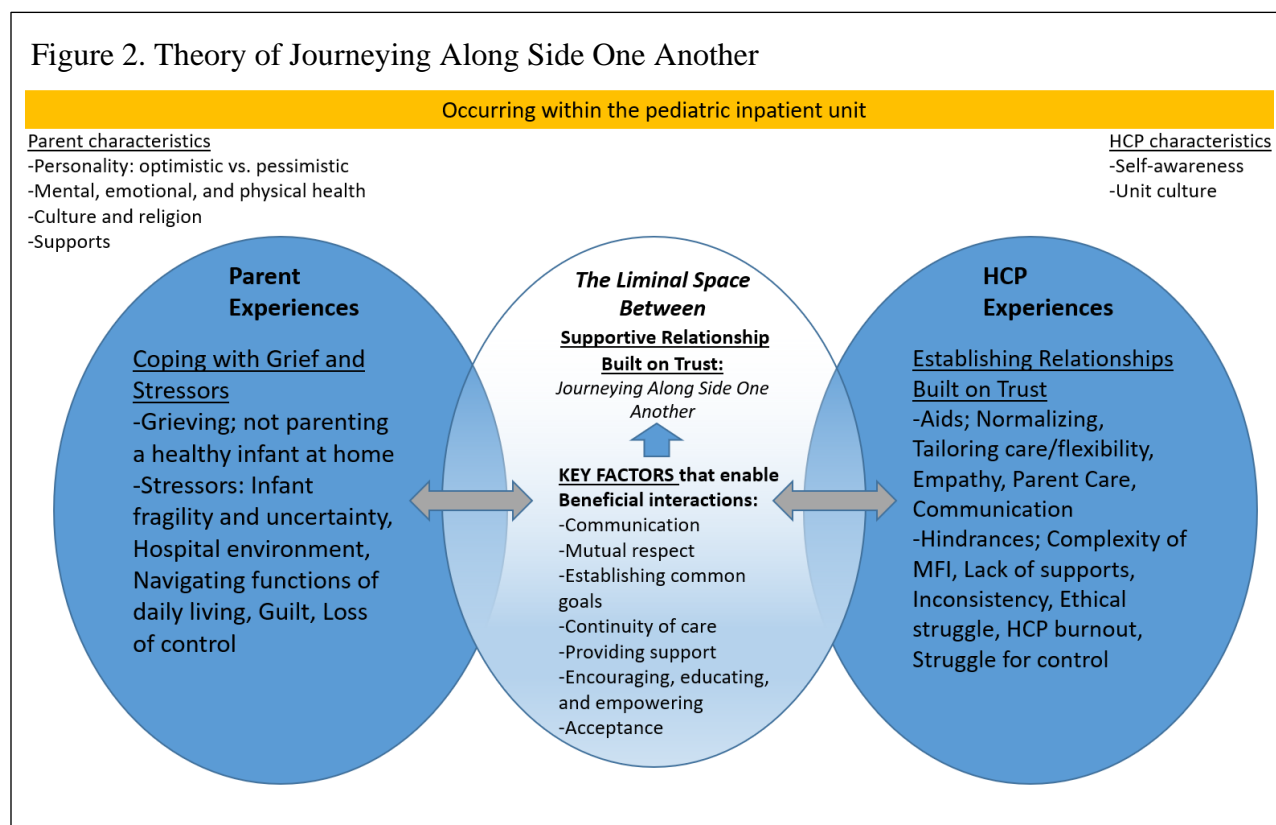 Figure 2. Theory of Journeying Along Side One Another
Occurring within the pediatric inpatient unit
Parent characteristics
-Personality: optimistic vs. pessimistic
-Mental, emotional, and physical health
-Culture and religion
-Supports
HCP characteristics
-Self-awareness
-Unit culture
Parent
Experiences
Coping with Grief and
Stressors
-Grieving; not parenting
a healthy infant at home
-Stressors: Infant
fragility and uncertainty,
Hospital environment,
Navigating functions of
daily living, Guilt, Loss
of control
The Liminal Space
Between
Supportive Relationship
Built on Trust:
Journeying Along Side One
Another
KEY FACTORS that enable
Beneficial interactions:
-Communication
-Mutual respect
-Establishing common
goals
-Continuity of care
-Providing support
-Encouraging, educating,
and empowering
-Acceptance
HCP
Experiences
Establishing Relationships
Built on Trust
-Aids; Normalizing,
Tailoring care/flexibility,
Empathy, Parent Care,
Communication
-Hindrances; Complexity of
MFI, Lack of supports,
Inconsistency, Ethical
struggle, HCP burnout,
Struggle for control